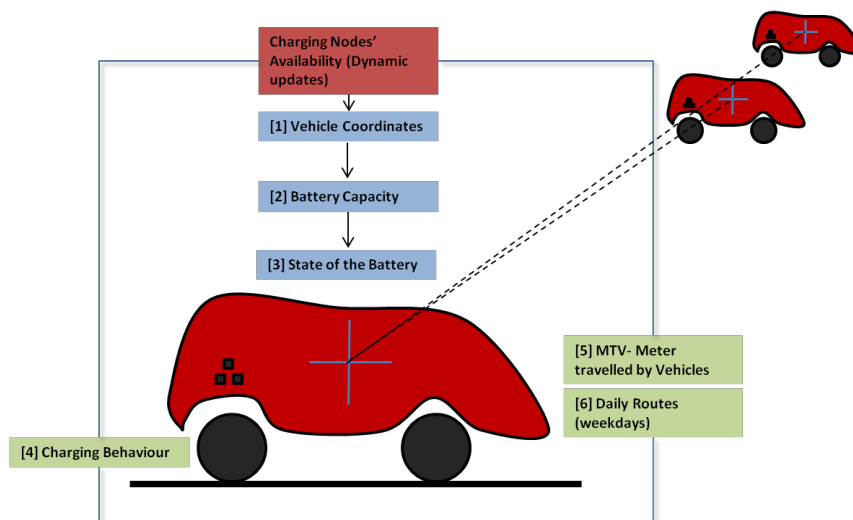 Charging Nodes'
Availability (Dynamic
updates)
[1] Vehicle Coordinates
[2] Battery Capacity
[3] State of the Battery
[5] MTV- Meter
travelled by Vehicles
[6] Daily Routes
(weekdays)
[4] Charging Behaviour